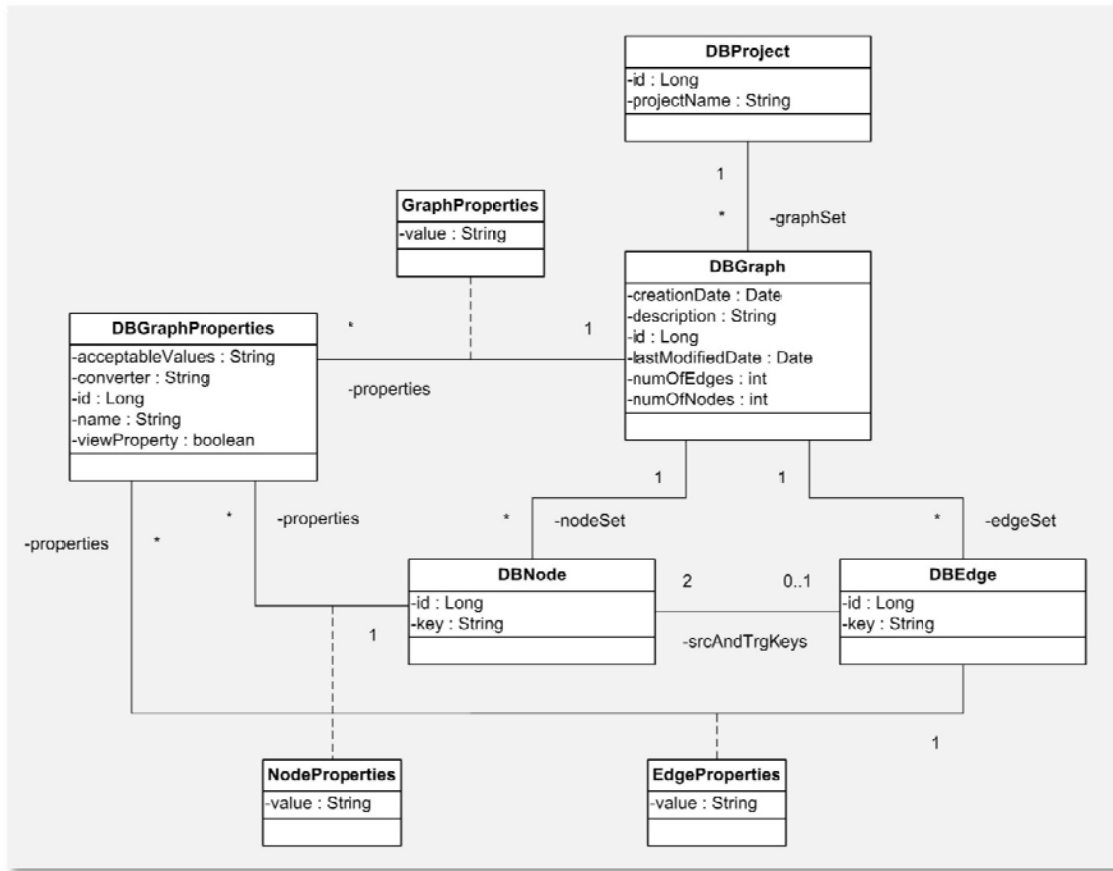 DBProject
-id : Long
-projectName : String
1
* -graphSet
GraphProperties
-value : String
DBGraph
-creationDate : Date
-description : String
-id : Long
-lastModifiedDate : Date
-numOfEdges : int
-numOfNodes : int
DBGraphProperties
-acceptableValues : String
-converter : String
-id : Long
-name : String
-viewProperty : boolean
* 1
-properties
1 1
* -nodeSet * -edgeSet
* -properties
-properties *
DBNode
-id : Long
-key : String
2 0..1
-srcAndTrgKeys
DBEdge
-id : Long
-key : String
1
1
NodeProperties
-value : String
EdgeProperties
-value : String